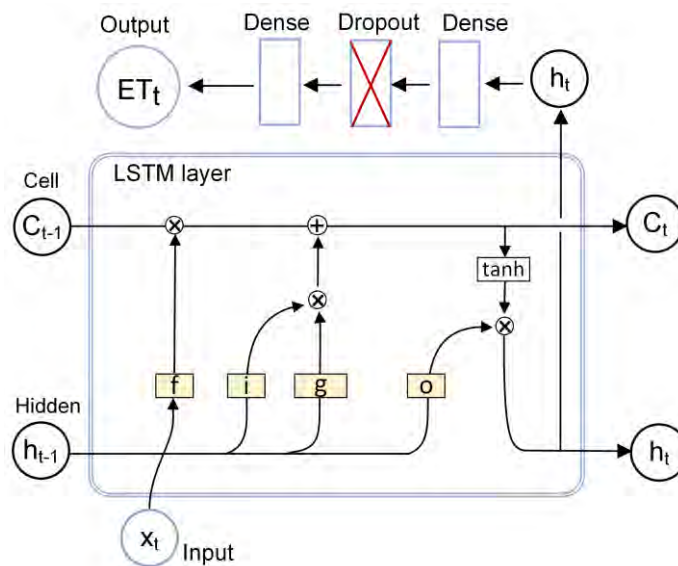 Output Dense Dropout Dense
ETt
ht
LSTM layer
Cell
Ct-1
×
+
Ct
tanh
×
×
f
i
g
o
Hidden
ht-1
ht
xt
Input